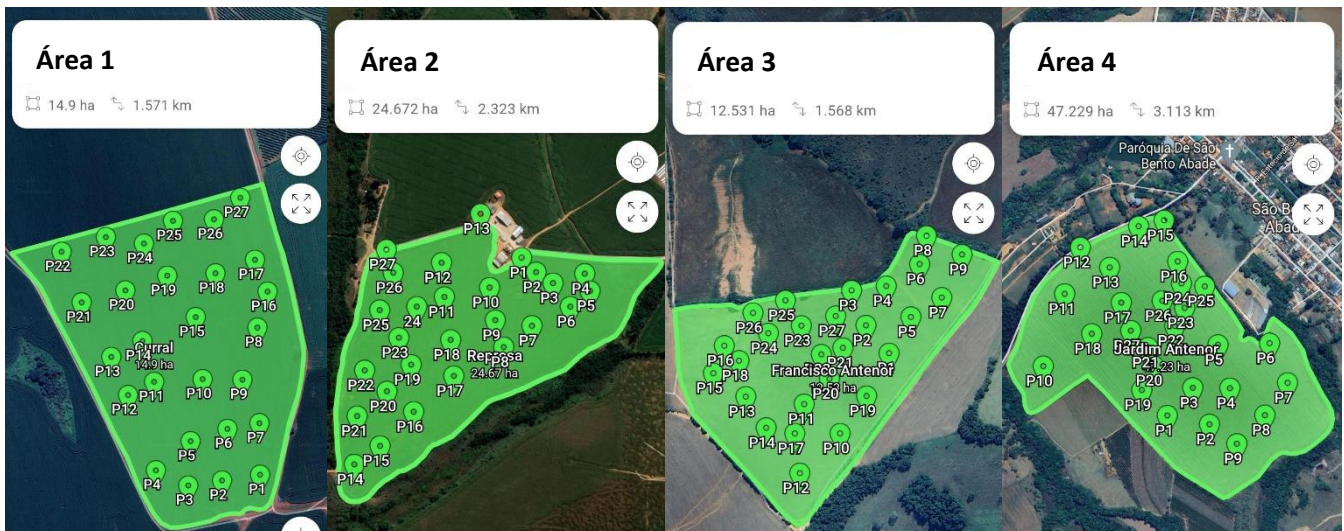 Área 1
14.9 ha 1.571 km
P27
P26
P25
P23
P24
P22
P17
P18
P19
P16
P20
P21
P15
P8
P14
Curral
14.9 ha
P13
P10
P9
P11
P12
P7
P6
P5
P4
P1
P2
P3
Área 2
24.672 ha 2.323 km
P13
P27
P1
P12
P26
P2
P4
P3
P10
P5
P11
P6
P25
24
P9
P7
P23
P18
P8
Represa
24.67 ha
P22
P19
P17
P20
P16
P21
P15
P14
Área 3
12.531 ha 1.568 km
P8
P9
P6
P4
P3
P25
P7
P26
P27
P5
P24
P23
P2
P16
P21
P18
Francisco Antenor
P15
P20
P13
P11
P19
P14
P17
P10
P12
Área 4
47.229 ha 3.113 km
Paróquia De São
Bento Abade
São B
Abad
P15
P14
P12
P16
P13
P24
P25
P11
P17
P26
P23
P18
P22
P5
P6
Jardim Antenor
P21
P10
P20
P7
P19
P3
P4
P1
P8
P2
P9